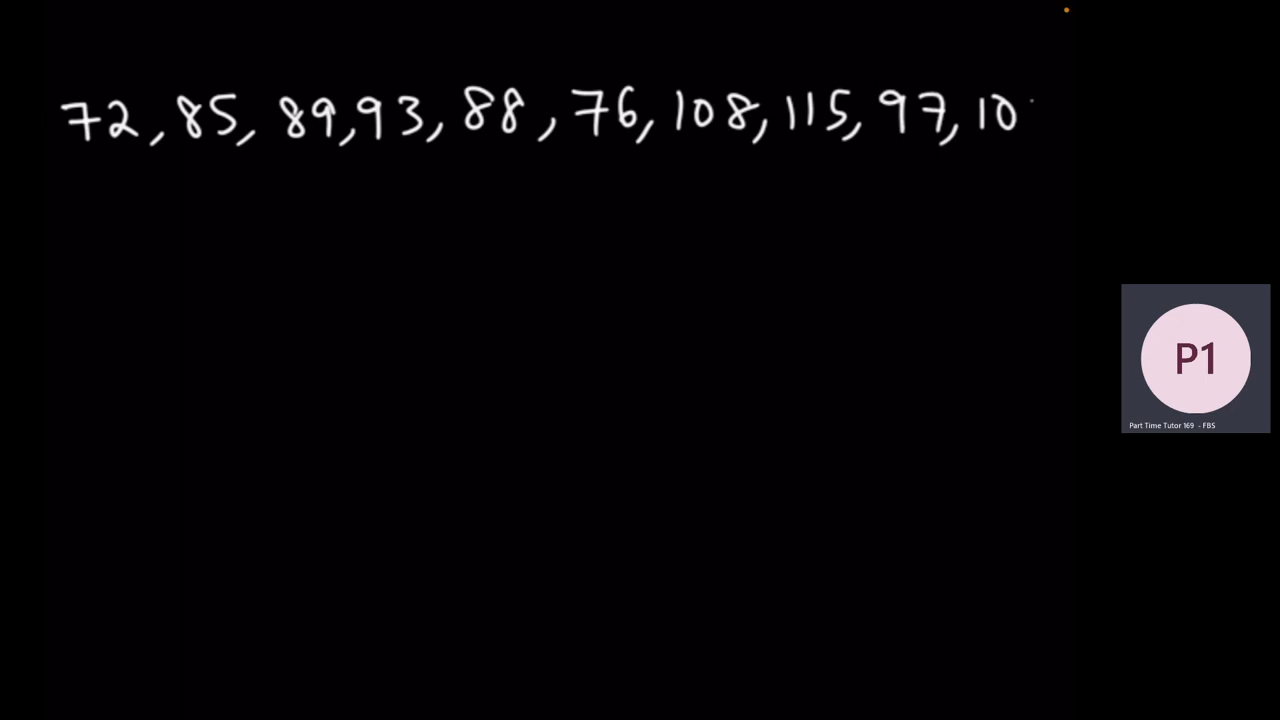 72, 85, 89, 93, 88, 76, 108, 115, 97, 10
P1
Part Time Tutor 169 - FBS